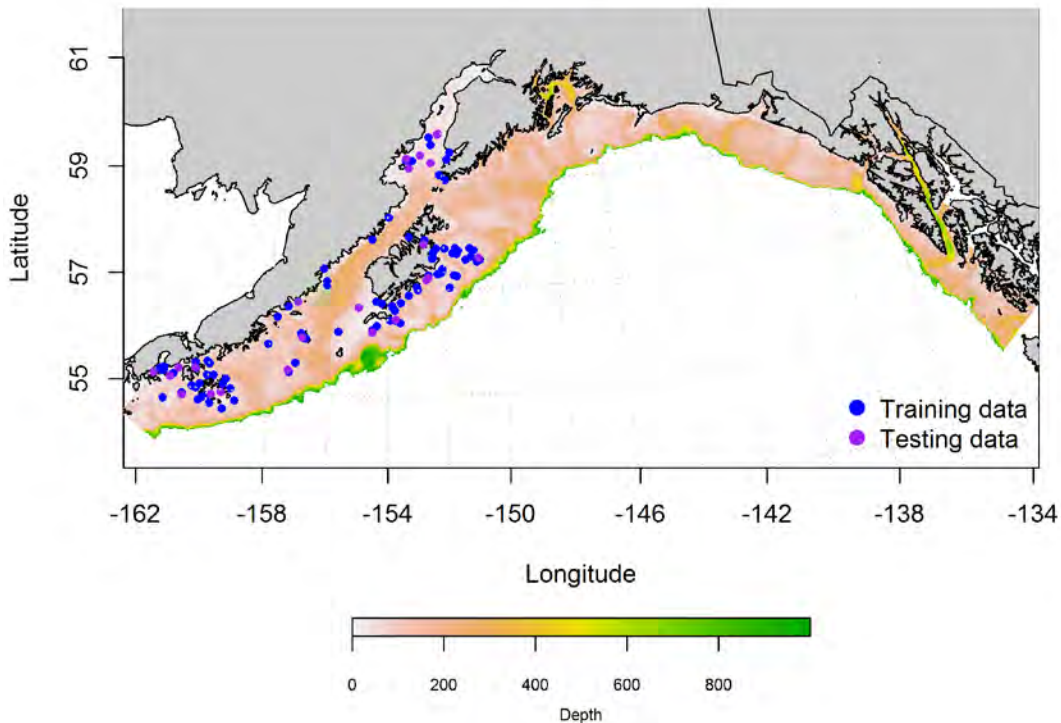 61
59
57
55
Latitude
Training data
Testing data
-162 -158 -154 -150 -146 -142 -138 -134
Longitude
0 200 400 600 800
Depth